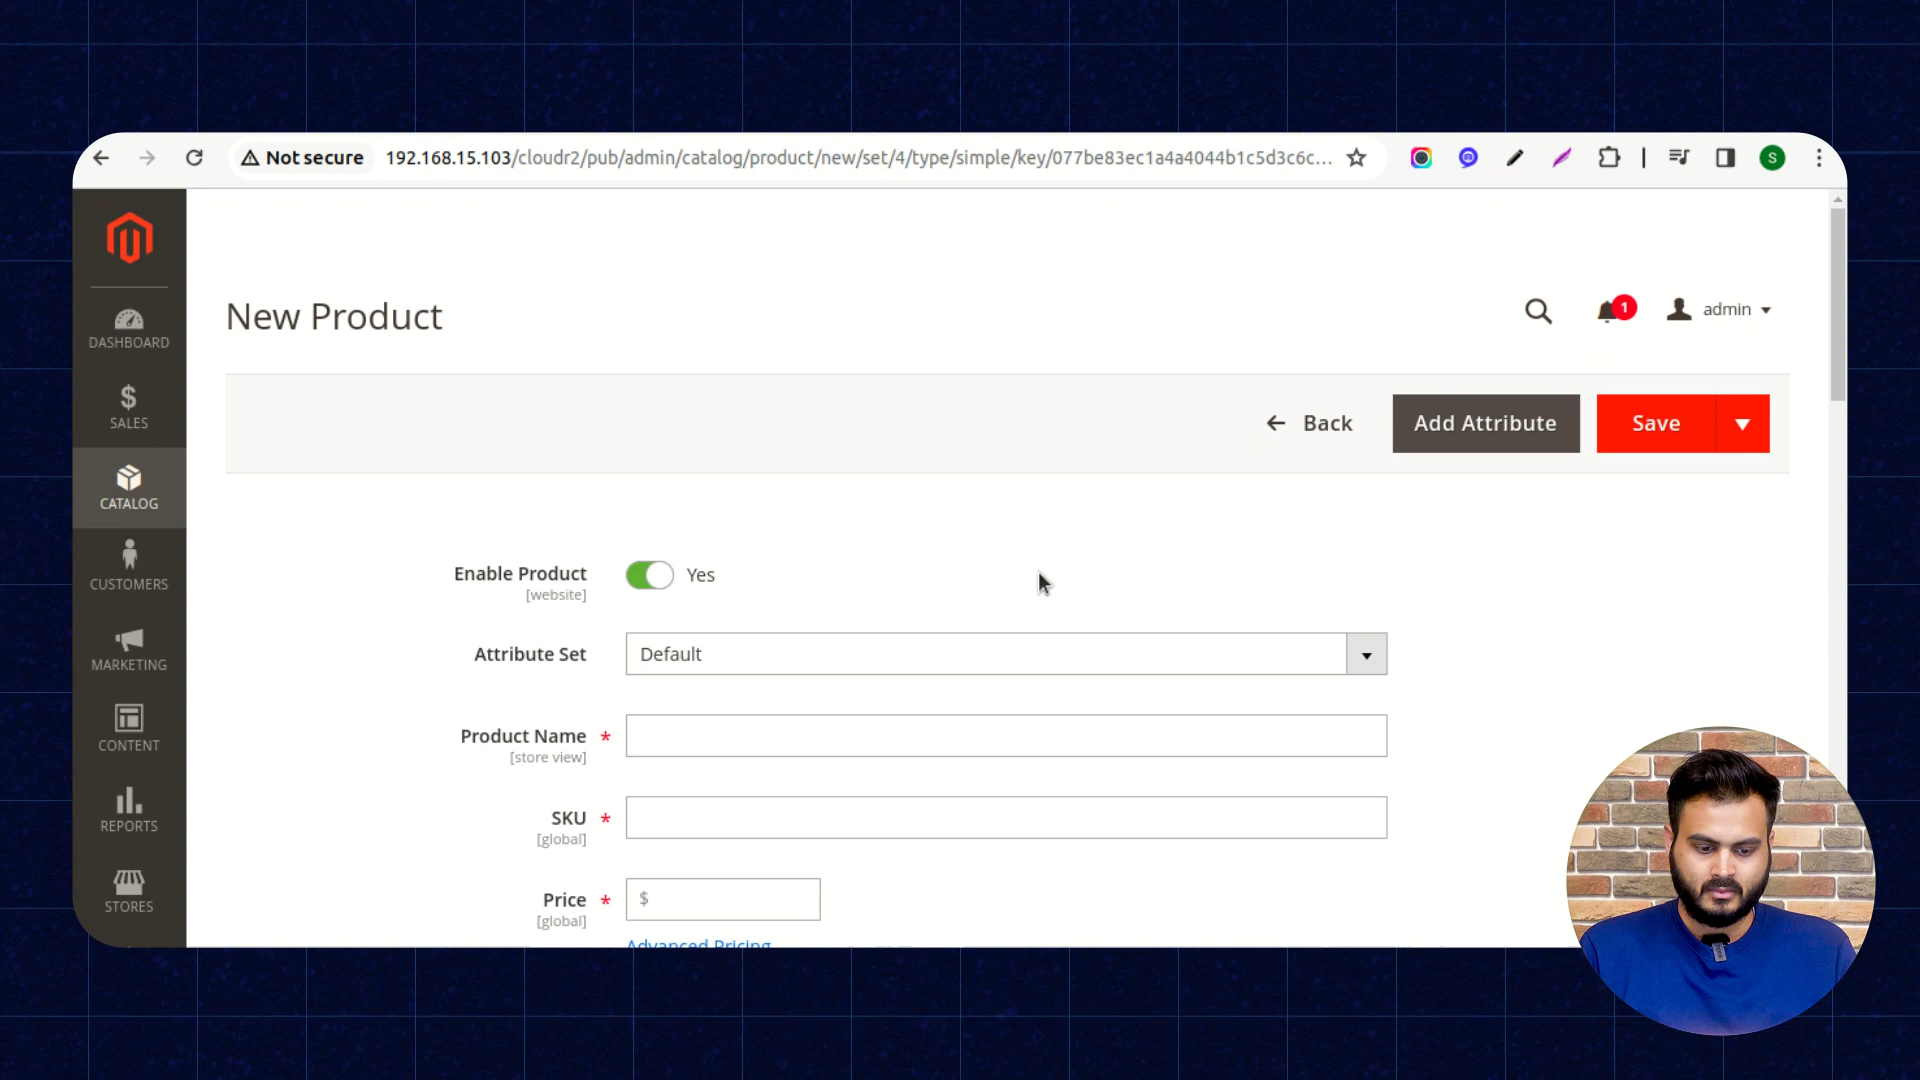 Not secure 192.168.15.103/cloudr2/pub/admin/catalog/product/new/set/4/type/simple/key/077be83ec1a4a4044b1c5d3c6c... S
New Product
1
admin
DASHBOARD
SALES
CATALOG
CUSTOMERS
MARKETING
CONTENT
REPORTS
STORES
Back
Add Attribute
Save
Enable Product
[website]
Yes
Attribute Set
Default
Product Name *
[store view]
SKU *
[global]
Price *
[global]
$
Advanced Pricing